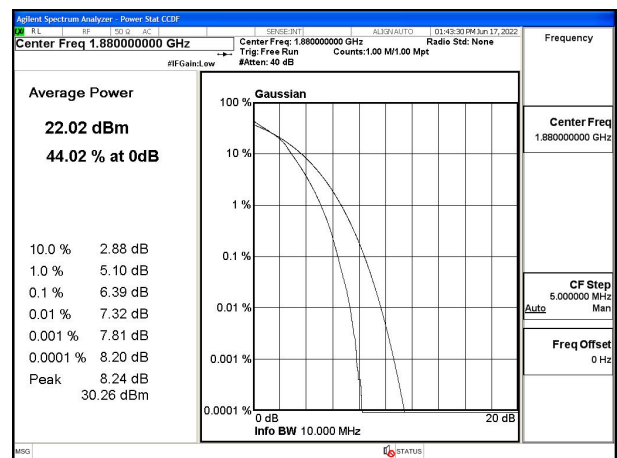 Agilent Spectrum Analyzer - Power Stat CCDF
RL RF 50 Ω AC SENSE:INT ALIGN AUTO 01:43:30 PM Jun 17, 2022
Center Freq 1.880000000 GHz
Center Freq: 1.880000000 GHz Radio Std: None
Trig: Free Run Counts:1.00 M/1.00 Mpt
#IFGain:Low #Atten: 40 dB
Frequency
Average Power
22.02 dBm
44.02 % at 0dB
10.0 % 2.88 dB
1.0 % 5.10 dB
0.1 % 6.39 dB
0.01 % 7.32 dB
0.001 % 7.81 dB
0.0001 % 8.20 dB
Peak 8.24 dB
30.26 dBm
Gaussian
100 %
10 %
1 %
0.1 %
0.01 %
0.001 %
0.0001 %
0 dB 20 dB
Info BW 10.000 MHz
Center Freq
1.880000000 GHz
CF Step
5.000000 MHz
Auto Man
Freq Offset
0 Hz
MSG STATUS